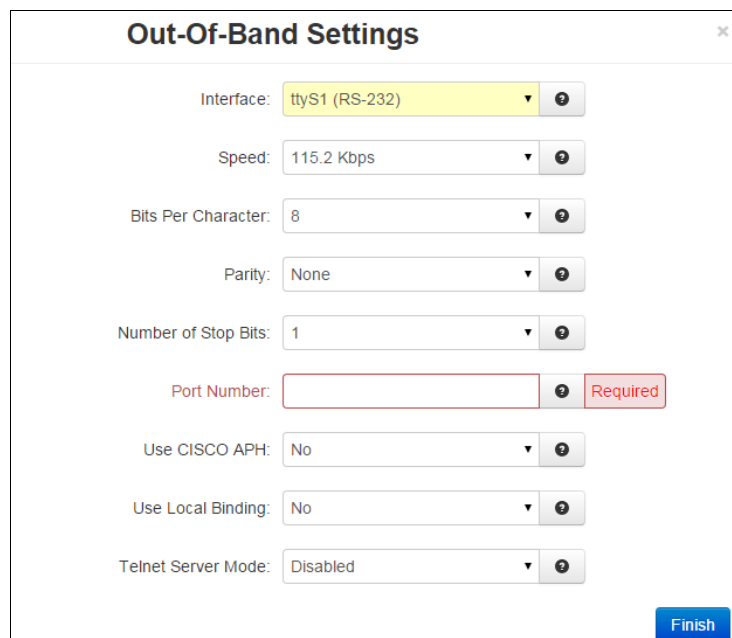 Out-Of-Band Settings
×
Interface: ttyS1 (RS-232)
Speed: 115.2 Kbps
Bits Per Character: 8
Parity: None
Number of Stop Bits: 1
Port Number: Required
Use CISCO APH: No
Use Local Binding: No
Telnet Server Mode: Disabled
Finish